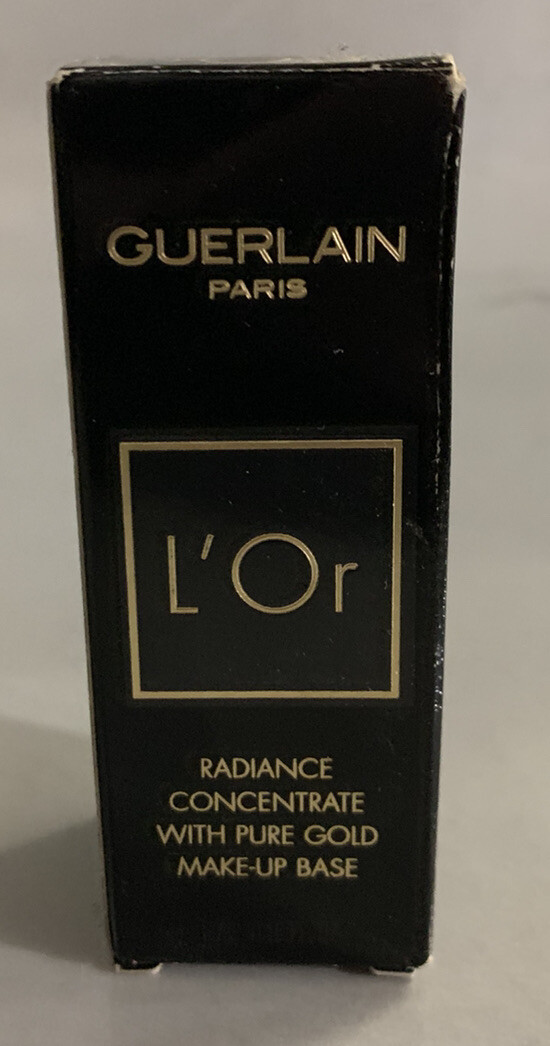 GUERLAIN
PARIS
L'Or
RADIANCE
CONCENTRATE
WITH PURE GOLD
MAKE-UP BASE